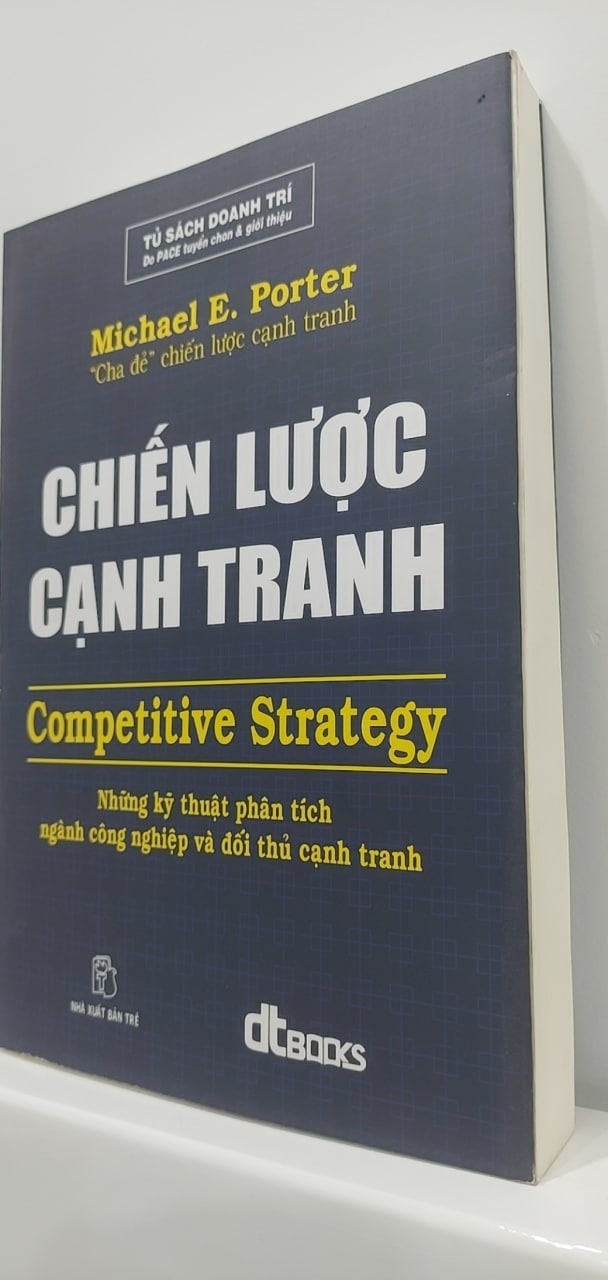 TỦ SÁCH DOANH TRÍ
Do PACE tuyển chọn & giới thiệu
Michael E. Porter
"Cha đẻ" chiến lược cạnh tranh
CHIẾN LƯỢC
CẠNH TRANH
Competitive Strategy
Những kỹ thuật phân tích
ngành công nghiệp và đối thủ cạnh tranh
NHÀ XUẤT BẢN TRẺ
dtBOOKS